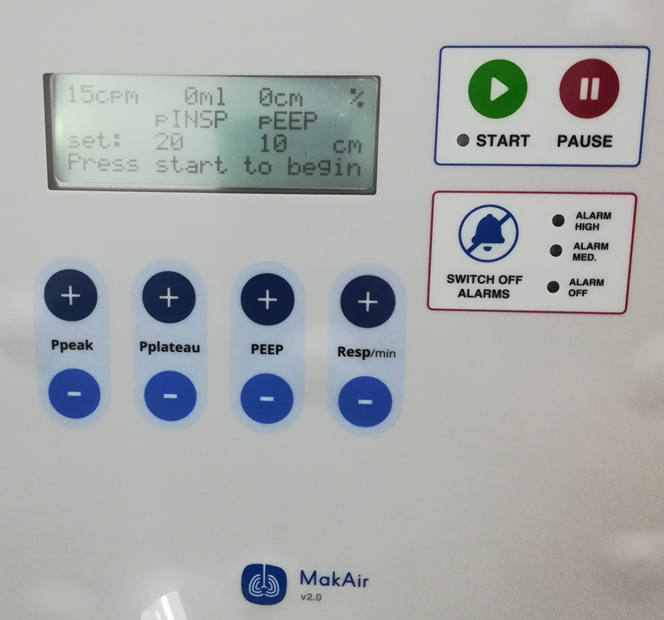 15cpm 0ml 0cm %
pINSP pEEP
set: 20 10 cm
Press start to begin
START PAUSE
SWITCH OFF
ALARMS
ALARM
HIGH
ALARM
MED.
ALARM
OFF
+ + + +
Ppeak Pplateau PEEP Resp/min
- - - -
MakAir
v2.0